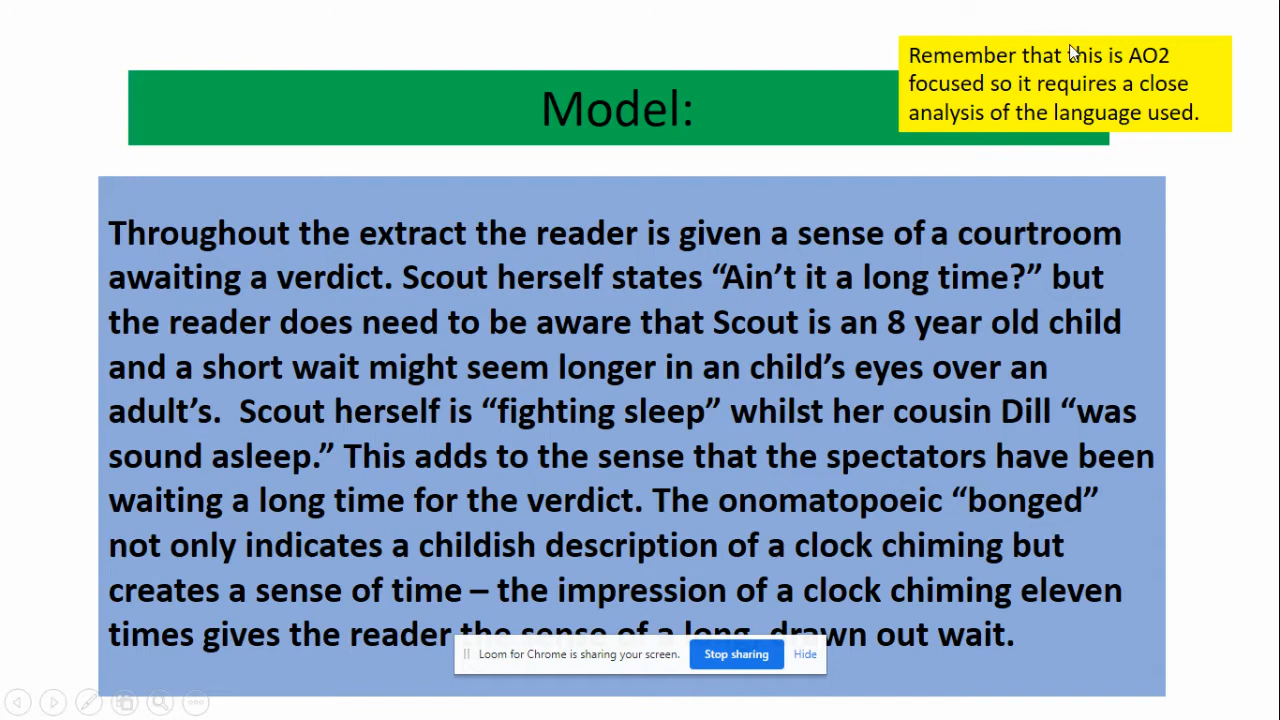 Remember that this is AO2
focused so it requires a close
analysis of the language used.
Model:
Throughout the extract the reader is given a sense of a courtroom
awaiting a verdict. Scout herself states “Ain’t it a long time?” but
the reader does need to be aware that Scout is an 8 year old child
and a short wait might seem longer in an child’s eyes over an
adult’s. Scout herself is “fighting sleep” whilst her cousin Dill “was
sound asleep.” This adds to the sense that the spectators have been
waiting a long time for the verdict. The onomatopoeic “bonged”
not only indicates a childish description of a clock chiming but
creates a sense of time – the impression of a clock chiming eleven
times gives the reader the sense of a long, drawn out wait.
Loom for Chrome is sharing your screen. Stop sharing Hide